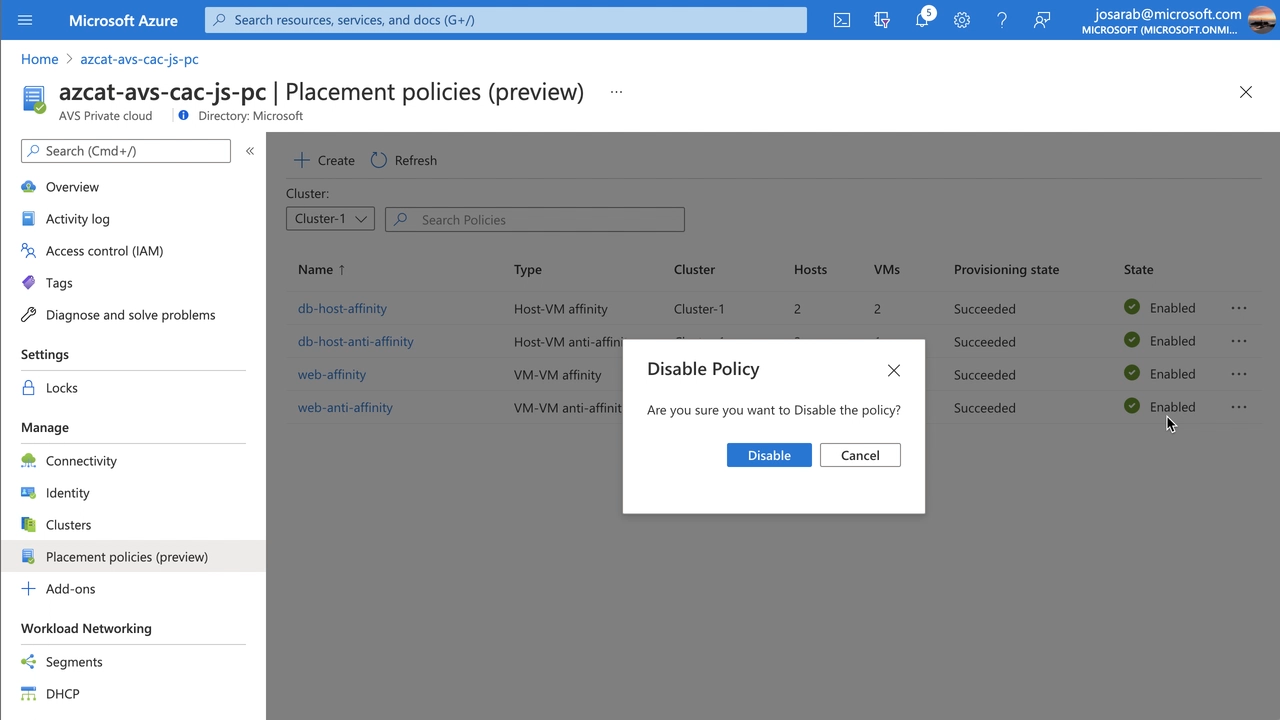 Microsoft Azure
Search resources, services, and docs (G+/)
5
josarab@microsoft.com
MICROSOFT (MICROSOFT.ONMI...
Home > azcat-avs-cac-js-pc
azcat-avs-cac-js-pc | Placement policies (preview) ...
AVS Private cloud
Directory: Microsoft
Search (Cmd+/)
«
Overview
Activity log
Access control (IAM)
Tags
Diagnose and solve problems
Settings
Locks
Manage
Connectivity
Identity
Clusters
Placement policies (preview)
Add-ons
Workload Networking
Segments
DHCP
Create
Refresh
Cluster:
Cluster-1
Search Policies
Name ↑ Type Cluster Hosts VMs Provisioning state State
db-host-affinity Host-VM affinity Cluster-1 2 2 Succeeded Enabled ...
db-host-anti-affinity Host-VM anti-affini Succeeded Enabled ...
web-affinity VM-VM affinity Succeeded Enabled ...
web-anti-affinity VM-VM anti-affinit Succeeded Enabled ...
Disable Policy
Are you sure you want to Disable the policy?
Disable
Cancel